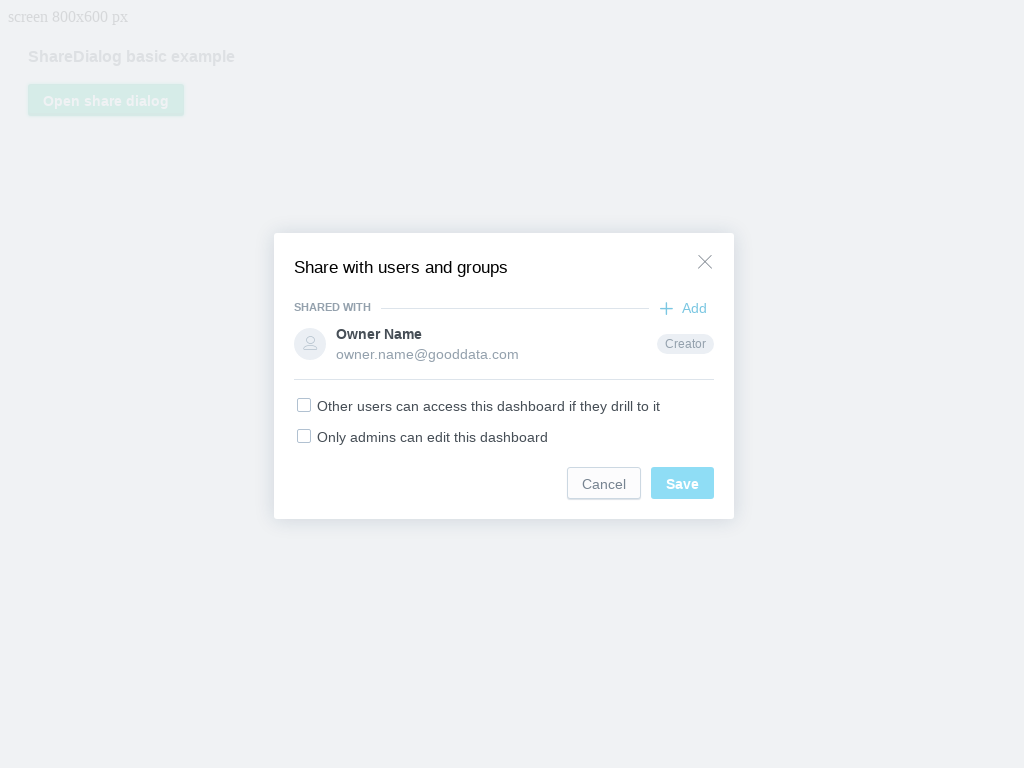 screen 800x600 px
ShareDialog basic example
Open share dialog
Share with users and groups
SHARED WITH
Add
Owner Name
owner.name@gooddata.com
Creator
Other users can access this dashboard if they drill to it
Only admins can edit this dashboard
Cancel
Save